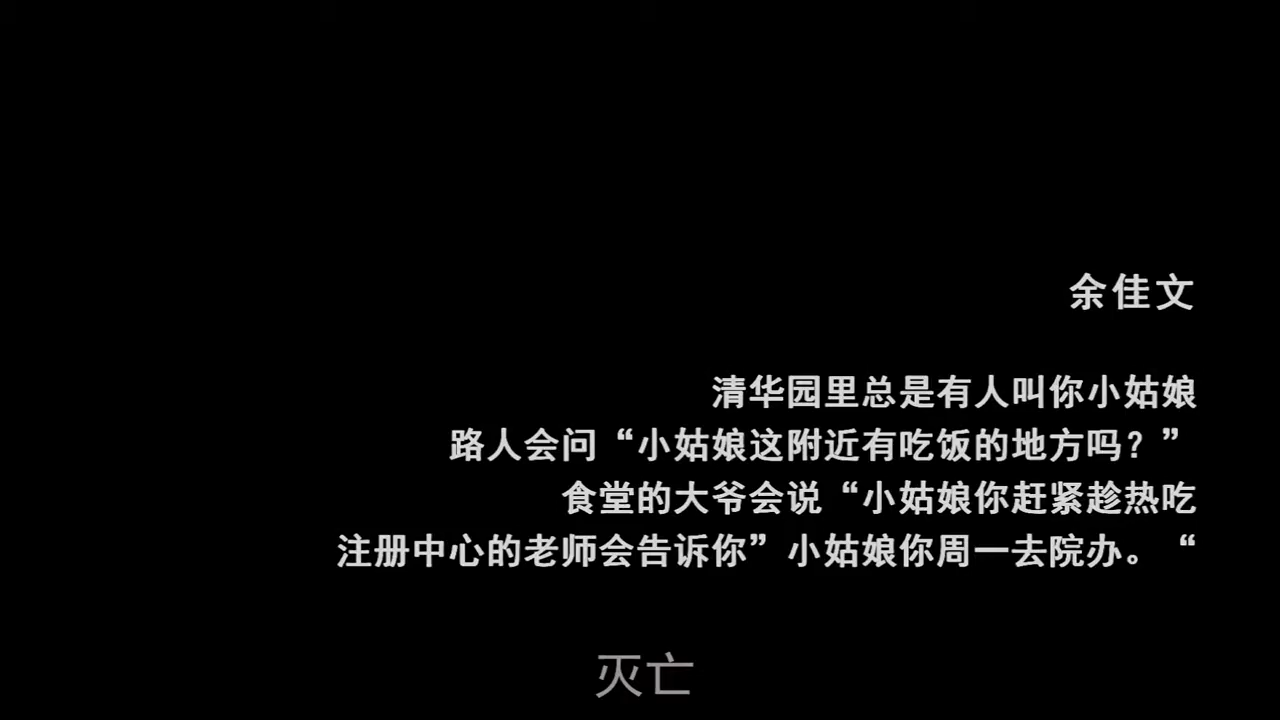 余佳文
清华园里总是有人叫你小姑娘
路人会问“小姑娘这附近有吃饭的地方吗？”
食堂的大爷会说“小姑娘你赶紧趁热吃
注册中心的老师会告诉你”小姑娘你周一去院办。“
灭亡